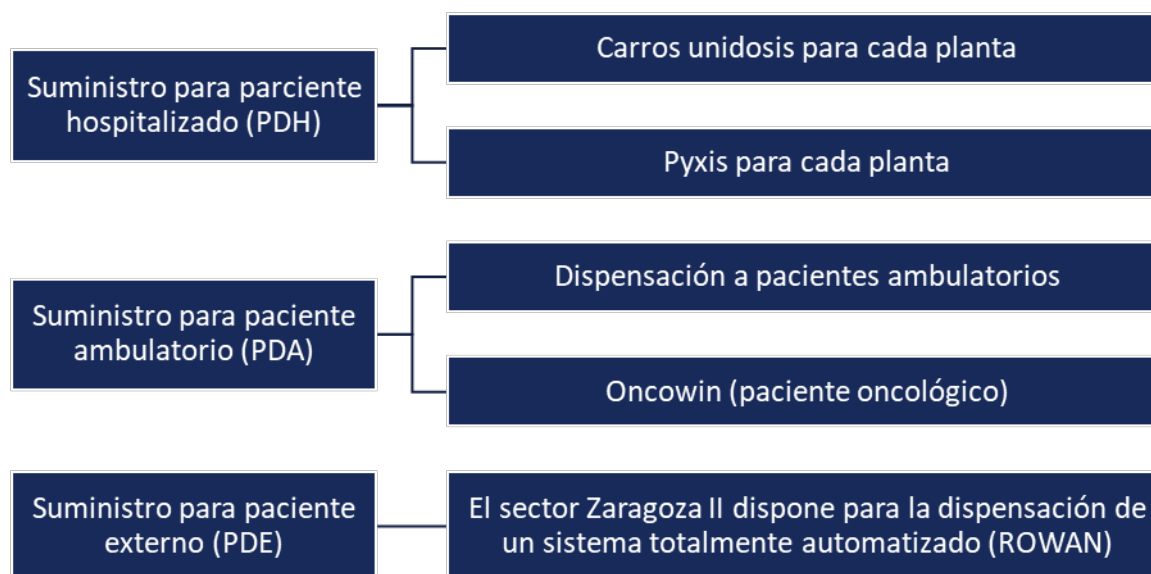 Suministro para parciente
hospitalizado (PDH)
Carros unidosis para cada planta
Pyxis para cada planta
Suministro para paciente
ambulatorio (PDA)
Dispensación a pacientes ambulatorios
Oncowin (paciente oncológico)
Suministro para paciente
externo (PDE)
El sector Zaragoza II dispone para la dispensación de
un sistema totalmente automatizado (ROWAN)